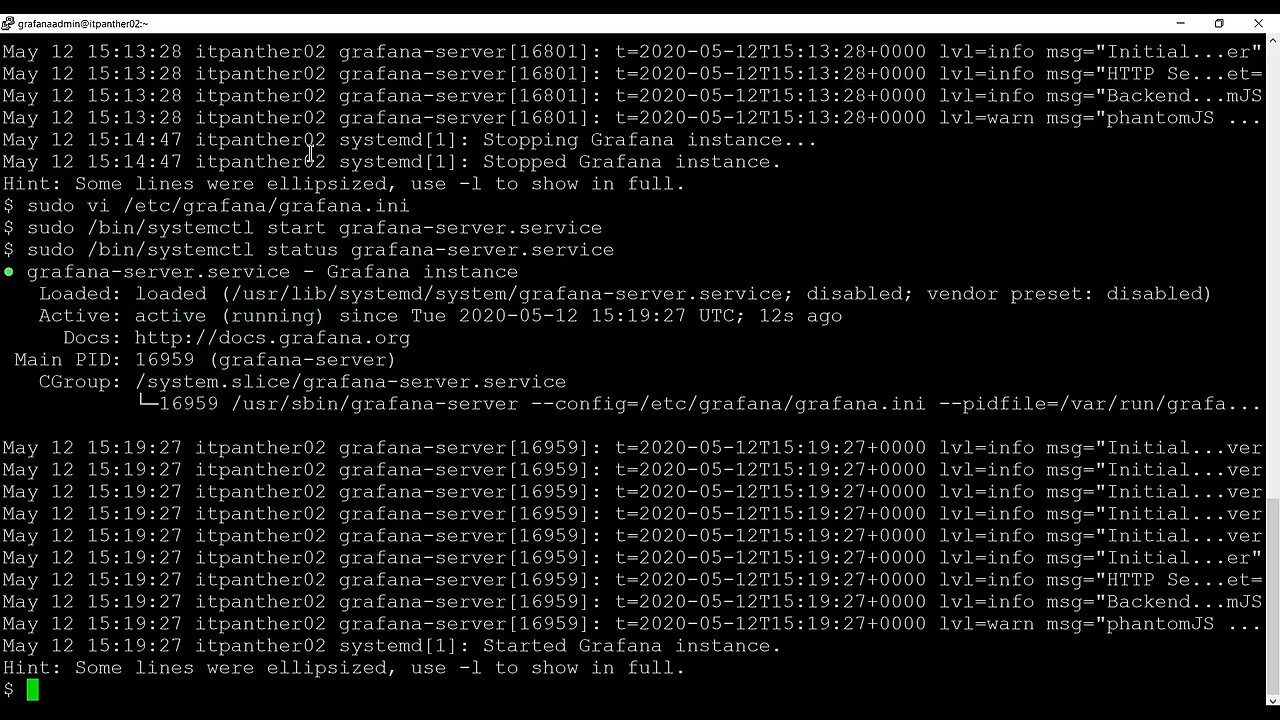 grafanaadmin@itpanther02:~
May 12 15:13:28 itpanther02 grafana-server[16801]: t=2020-05-12T15:13:28+0000 lvl=info msg="Initial...er"
May 12 15:13:28 itpanther02 grafana-server[16801]: t=2020-05-12T15:13:28+0000 lvl=info msg="HTTP Se...et=
May 12 15:13:28 itpanther02 grafana-server[16801]: t=2020-05-12T15:13:28+0000 lvl=info msg="Backend...mJS
May 12 15:13:28 itpanther02 grafana-server[16801]: t=2020-05-12T15:13:28+0000 lvl=warn msg="phantomJS ...
May 12 15:14:47 itpanther02 systemd[1]: Stopping Grafana instance...
May 12 15:14:47 itpanther02 systemd[1]: Stopped Grafana instance.
Hint: Some lines were ellipsized, use -l to show in full.
$ sudo vi /etc/grafana/grafana.ini
$ sudo /bin/systemctl start grafana-server.service
$ sudo /bin/systemctl status grafana-server.service
● grafana-server.service - Grafana instance
Loaded: loaded (/usr/lib/systemd/system/grafana-server.service; disabled; vendor preset: disabled)
Active: active (running) since Tue 2020-05-12 15:19:27 UTC; 12s ago
Docs: http://docs.grafana.org
Main PID: 16959 (grafana-server)
CGroup: /system.slice/grafana-server.service
└─16959 /usr/sbin/grafana-server --config=/etc/grafana/grafana.ini --pidfile=/var/run/grafa...
May 12 15:19:27 itpanther02 grafana-server[16959]: t=2020-05-12T15:19:27+0000 lvl=info msg="Initial...ver
May 12 15:19:27 itpanther02 grafana-server[16959]: t=2020-05-12T15:19:27+0000 lvl=info msg="Initial...ver
May 12 15:19:27 itpanther02 grafana-server[16959]: t=2020-05-12T15:19:27+0000 lvl=info msg="Initial...ver
May 12 15:19:27 itpanther02 grafana-server[16959]: t=2020-05-12T15:19:27+0000 lvl=info msg="Initial...ver
May 12 15:19:27 itpanther02 grafana-server[16959]: t=2020-05-12T15:19:27+0000 lvl=info msg="Initial...ver
May 12 15:19:27 itpanther02 grafana-server[16959]: t=2020-05-12T15:19:27+0000 lvl=info msg="Initial...er"
May 12 15:19:27 itpanther02 grafana-server[16959]: t=2020-05-12T15:19:27+0000 lvl=info msg="HTTP Se...et=
May 12 15:19:27 itpanther02 grafana-server[16959]: t=2020-05-12T15:19:27+0000 lvl=info msg="Backend...mJS
May 12 15:19:27 itpanther02 grafana-server[16959]: t=2020-05-12T15:19:27+0000 lvl=warn msg="phantomJS ...
May 12 15:19:27 itpanther02 systemd[1]: Started Grafana instance.
Hint: Some lines were ellipsized, use -l to show in full.
$